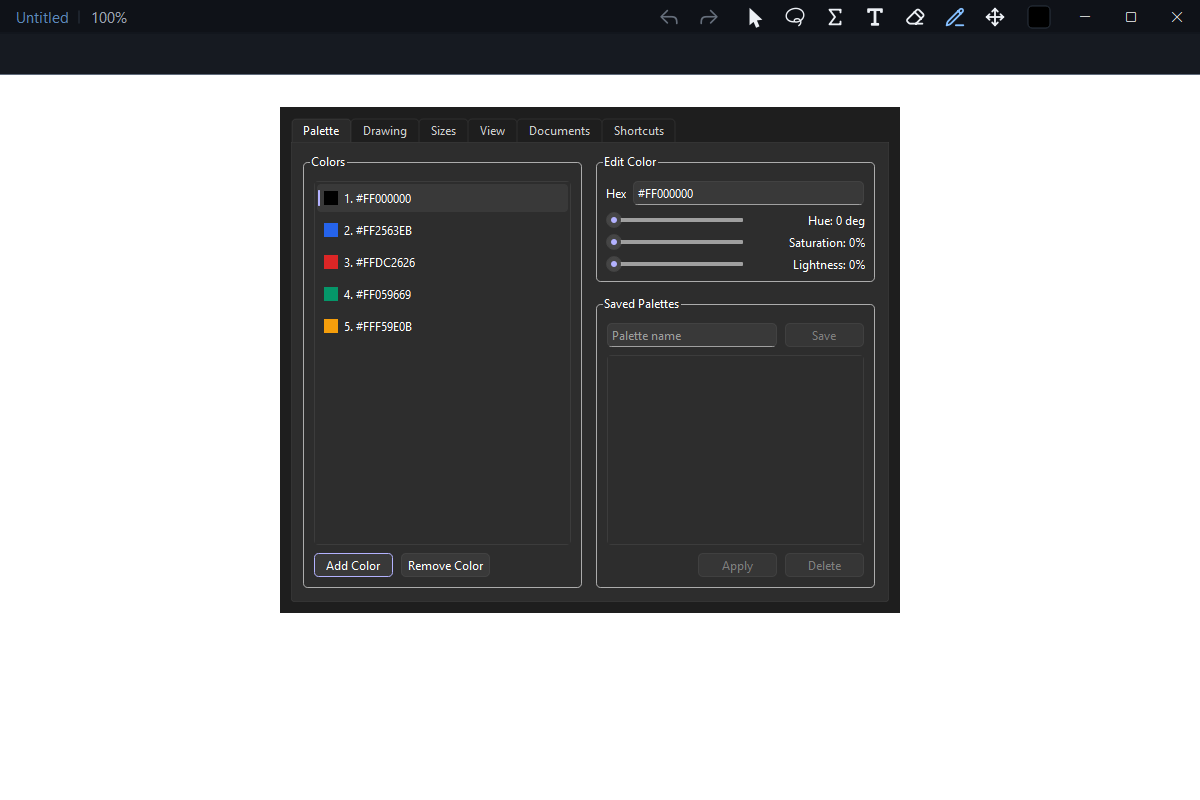 Untitled 100%
Palette Drawing Sizes View Documents Shortcuts
Colors
1. #FF000000
2. #FF2563EB
3. #FFDC2626
4. #FF059669
5. #FFF59E0B
Add Color Remove Color
Edit Color
Hex #FF000000
Hue: 0 deg
Saturation: 0%
Lightness: 0%
Saved Palettes
Palette name Save
Apply Delete